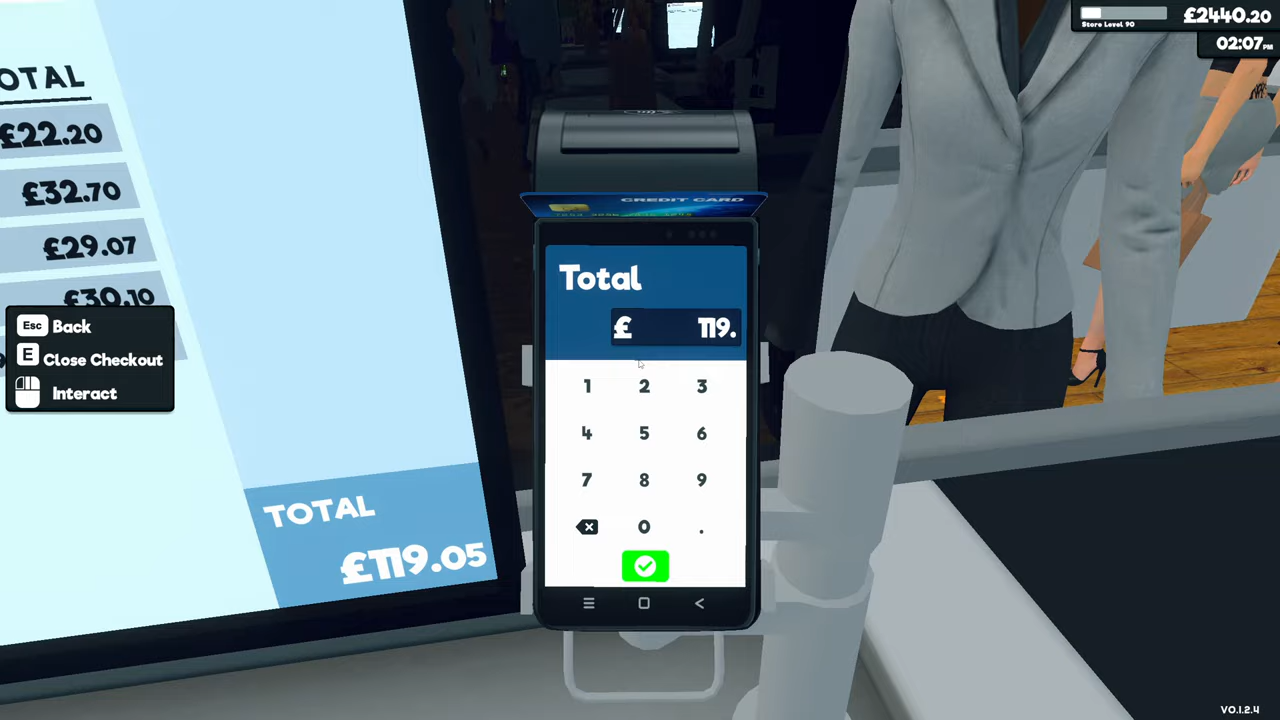 £2440.20
Store Level 90
02:07PM
OTAL
£22.20
£32.70
£29.07
£30.10
Esc Back
E Close Checkout
Interact
TOTAL
£119.05
CREDIT CARD
Total
£ 119.
1 2 3
4 5 6
7 8 9
0 .
V0.1.2.4